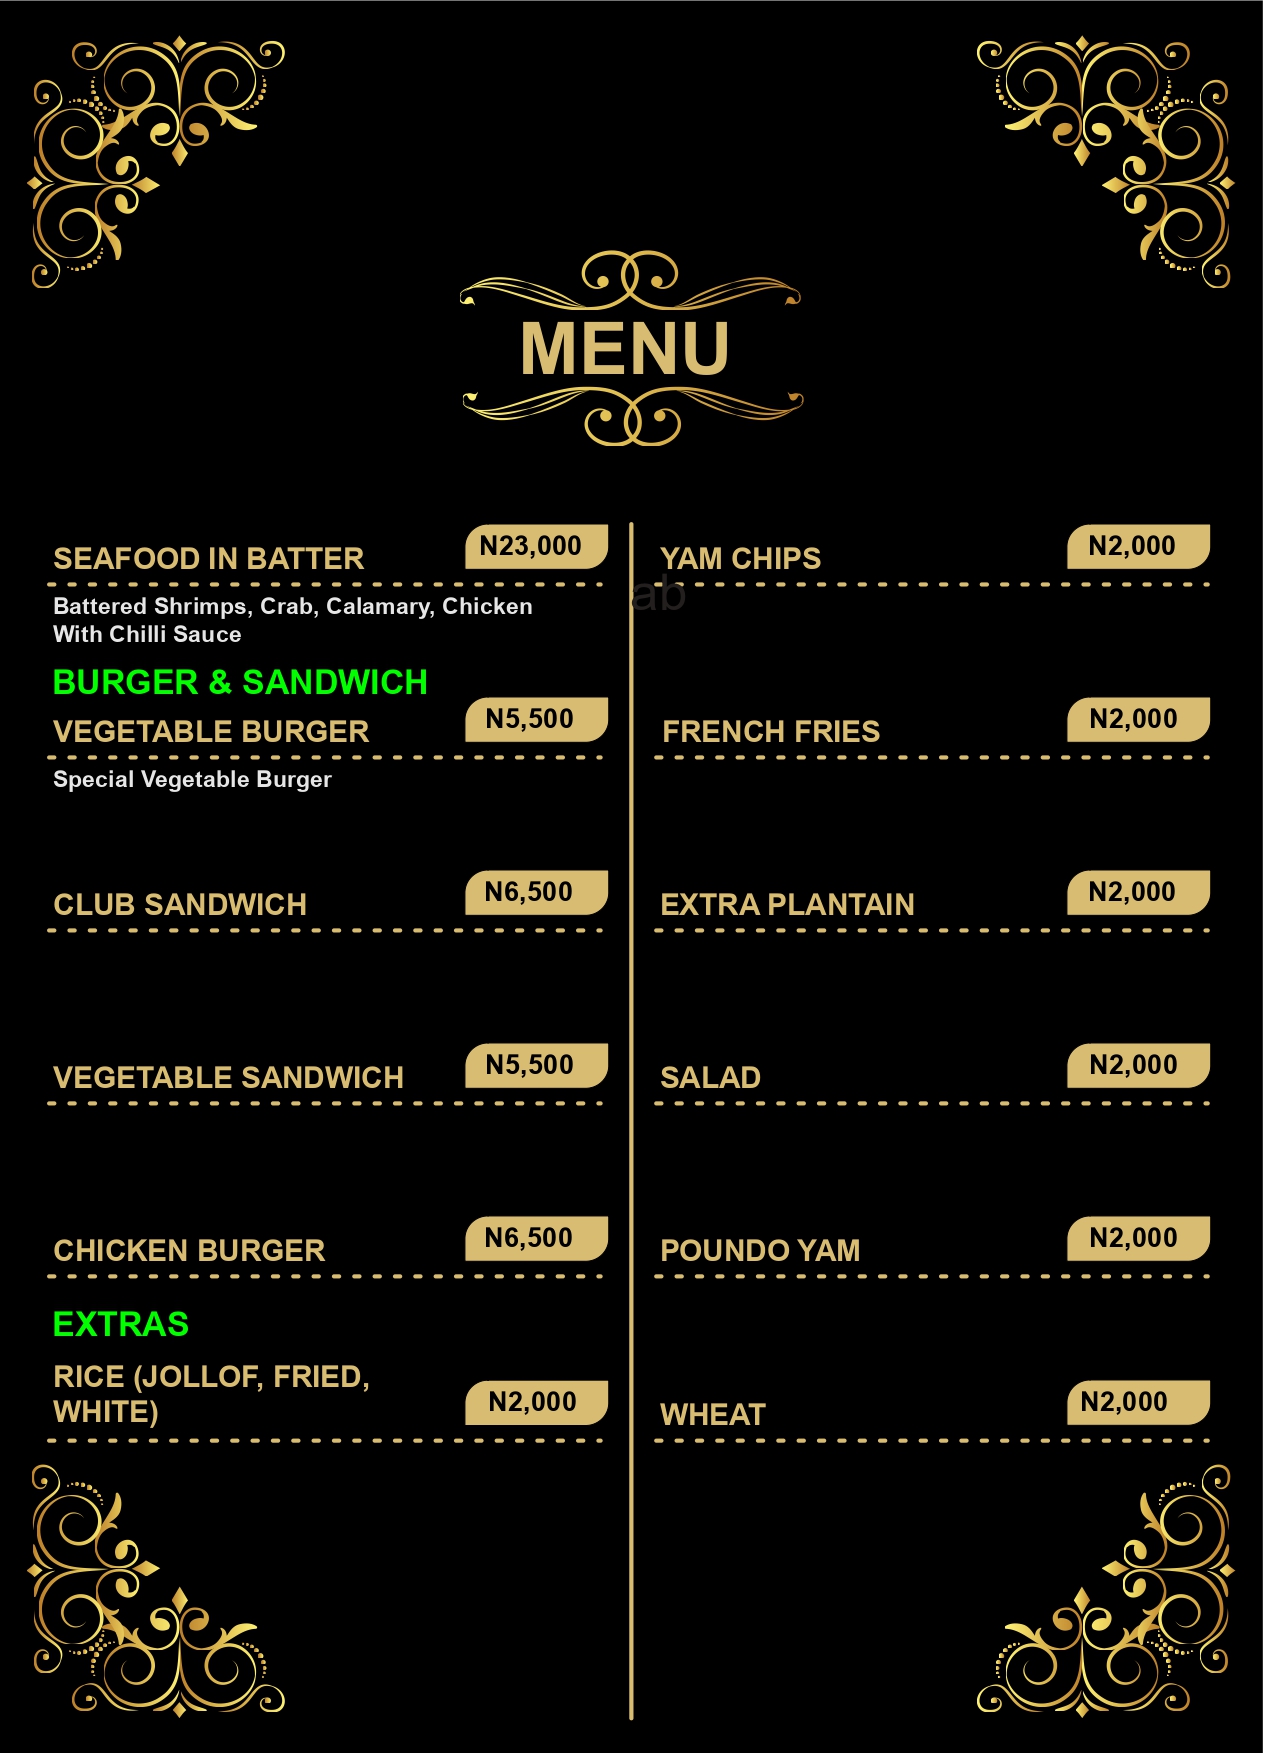 MENU
SEAFOOD IN BATTER N23,000
Battered Shrimps, Crab, Calamary, Chicken
With Chilli Sauce
BURGER & SANDWICH
VEGETABLE BURGER N5,500
Special Vegetable Burger
CLUB SANDWICH N6,500
VEGETABLE SANDWICH N5,500
CHICKEN BURGER N6,500
EXTRAS
RICE (JOLLOF, FRIED,
WHITE) N2,000
YAM CHIPS N2,000
ab
FRENCH FRIES N2,000
EXTRA PLANTAIN N2,000
SALAD N2,000
POUNDO YAM N2,000
WHEAT N2,000